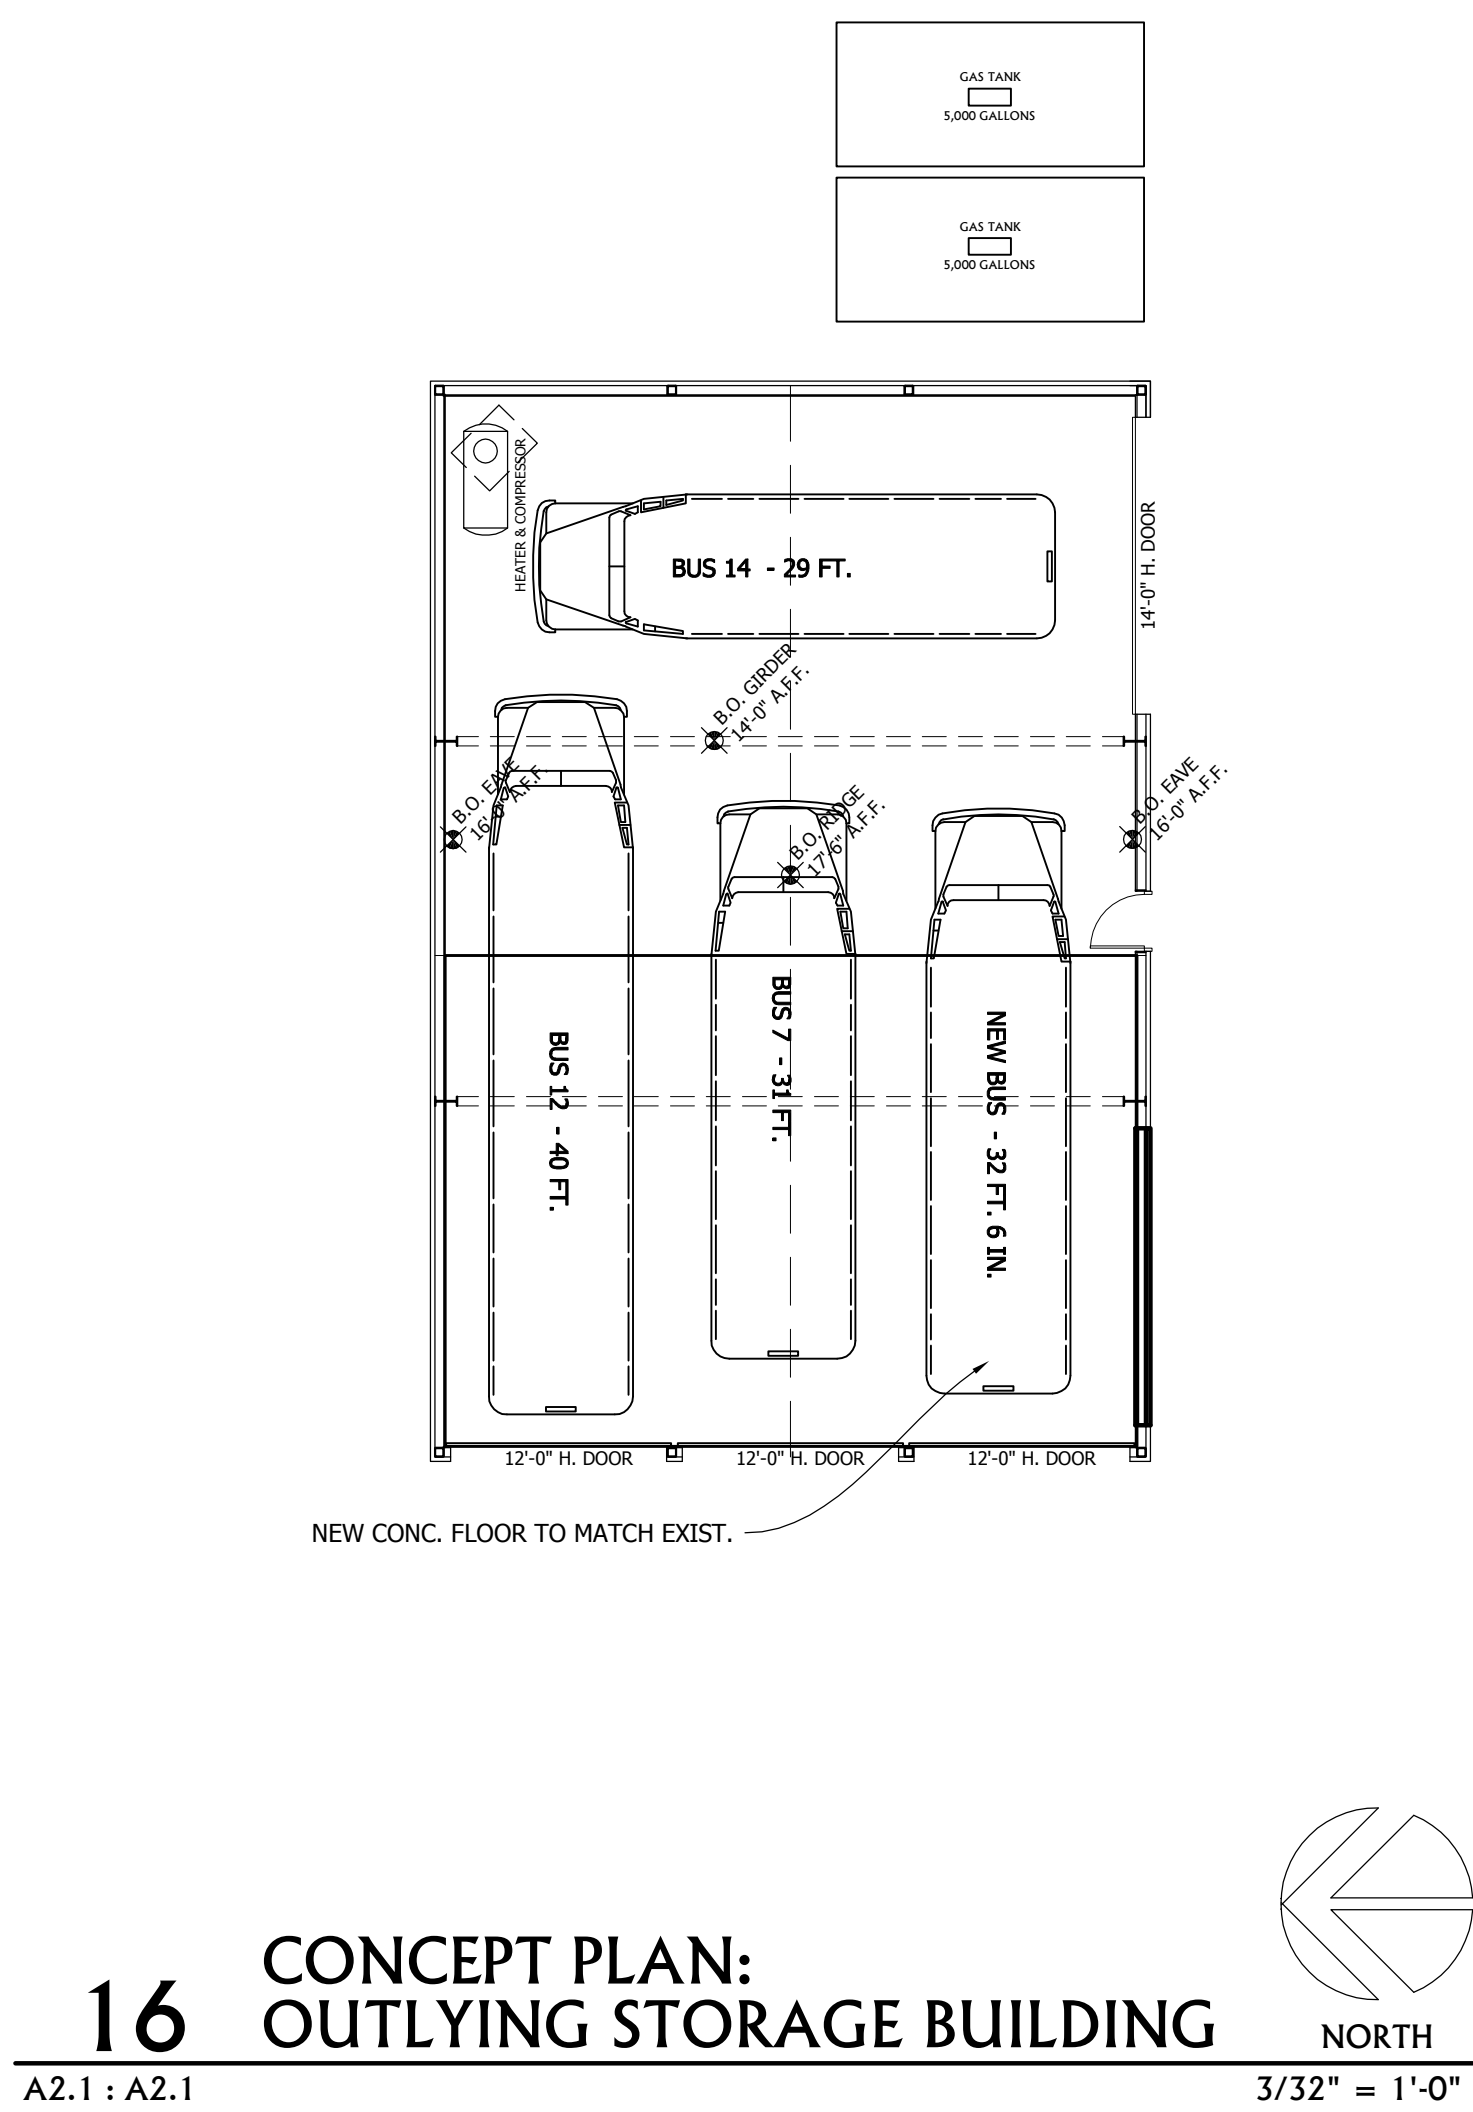 GAS TANK
5,000 GALLONS
GAS TANK
5,000 GALLONS
HEATER & COMPRESSOR
BUS 14 - 29 FT.
14'-0" H. DOOR
B.O. GIRDER
14'-0" A.F.F.
B.O. EAVE
16'-0" A.F.F.
B.O. RIDGE
17'-6" A.F.F.
B.O. EAVE
16'-0" A.F.F.
BUS 12 - 40 FT.
BUS 7 - 31 FT.
NEW BUS - 32 FT. 6 IN.
12'-0" H. DOOR
12'-0" H. DOOR
12'-0" H. DOOR
NEW CONC. FLOOR TO MATCH EXIST.
16
CONCEPT PLAN:
OUTLYING STORAGE BUILDING
NORTH
A2.1 : A2.1
3/32" = 1'-0"